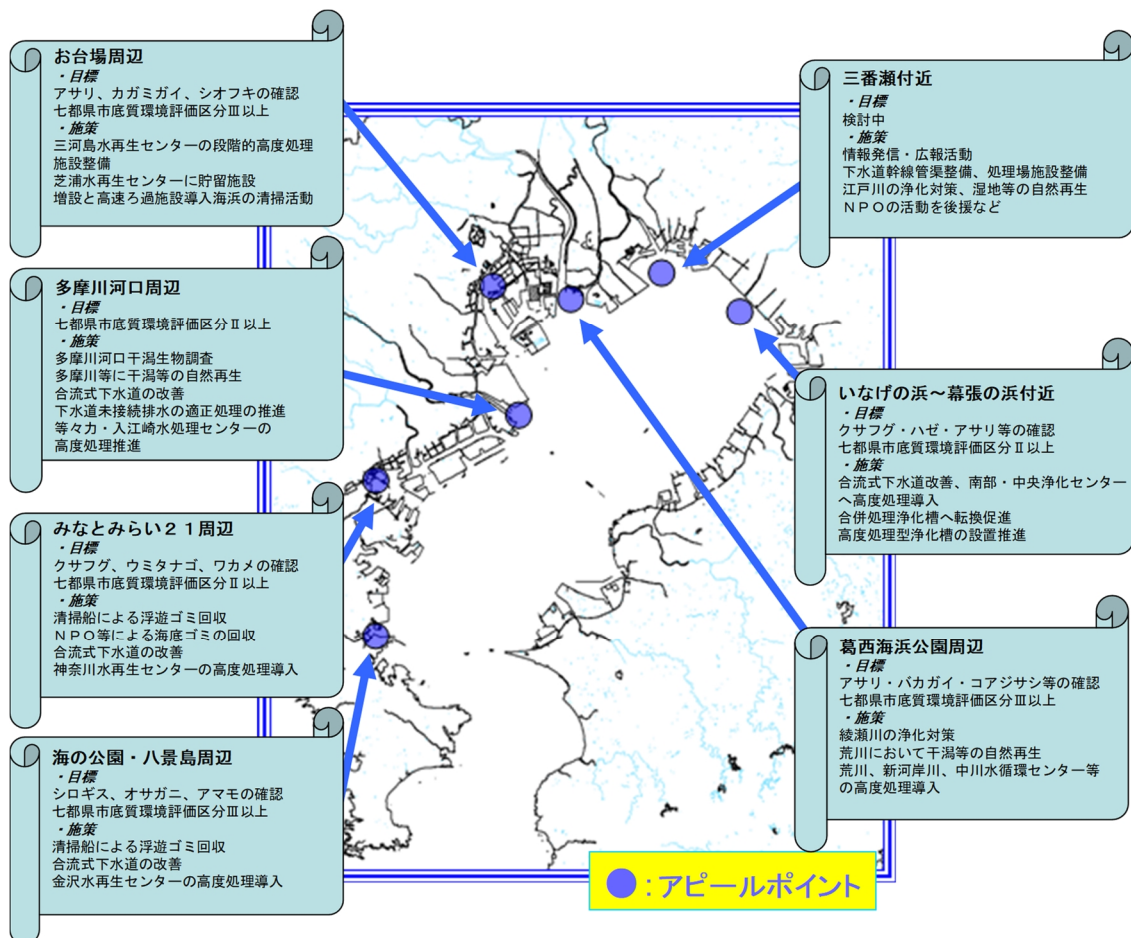 お台場周辺
・目標
アサリ、カガミガイ、シオフキの確認
七都県市底質環境評価区分Ⅲ以上
・施策
三河島水再生センターの段階的高度処理
施設整備
芝浦水再生センターに貯留施設
増設と高速ろ過施設導入海浜の清掃活動
多摩川河口周辺
・目標
七都県市底質環境評価区分Ⅱ以上
・施策
多摩川河口干潟生物調査
多摩川等に干潟等の自然再生
合流式下水道の改善
下水道未接続排水の適正処理の推進
等々力・入江崎水処理センターの
高度処理推進
みなとみらい２１周辺
・目標
クサフグ、ウミタナゴ、ワカメの確認
七都県市底質環境評価区分Ⅱ以上
・施策
清掃船による浮遊ゴミ回収
ＮＰＯ等による海底ゴミの回収
合流式下水道の改善
神奈川水再生センターの高度処理導入
海の公園・八景島周辺
・目標
シロギス、オサガニ、アマモの確認
七都県市底質環境評価区分Ⅲ以上
・施策
清掃船による浮遊ゴミ回収
合流式下水道の改善
金沢水再生センターの高度処理導入
三番瀬付近
・目標
検討中
・施策
情報発信・広報活動
下水道幹線管渠整備、処理場施設整備
江戸川の浄化対策、湿地等の自然再生
ＮＰＯの活動を後援など
いなげの浜～幕張の浜付近
・目標
クサフグ・ハゼ・アサリ等の確認
七都県市底質環境評価区分Ⅱ以上
・施策
合流式下水道改善、南部・中央浄化センター
へ高度処理導入
合併処理浄化槽へ転換促進
高度処理型浄化槽の設置推進
葛西海浜公園周辺
・目標
アサリ・バカガイ・コアジサシ等の確認
七都県市底質環境評価区分Ⅲ以上
・施策
綾瀬川の浄化対策
荒川において干潟等の自然再生
荒川、新河岸川、中川水循環センター等
の高度処理導入
：アピールポイント